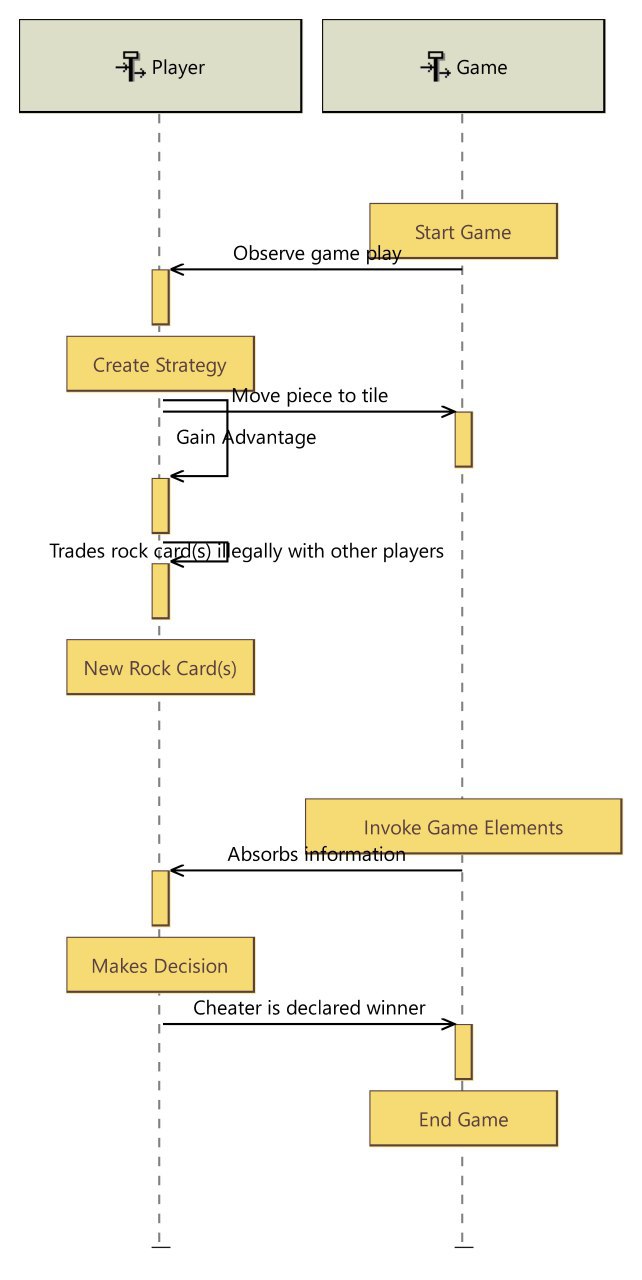 Player
Game
Start Game
Observe game play
Create Strategy
Move piece to tile
Gain Advantage
Trades rock card(s) illegally with other players
New Rock Card(s)
Invoke Game Elements
Absorbs information
Makes Decision
Cheater is declared winner
End Game